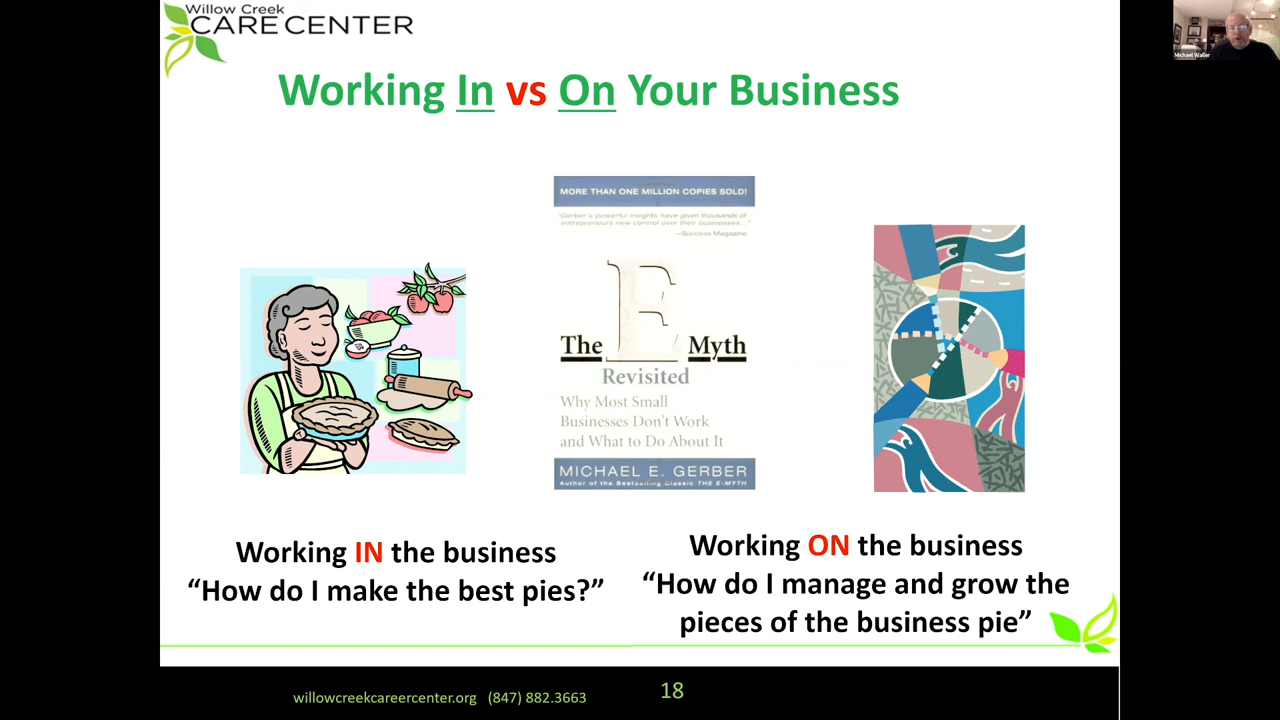 Willow Creek
CARE CENTER
Michael Waller
Working In vs On Your Business
MORE THAN ONE MILLION COPIES SOLD!
"Gerber's powerful insights have given thousands of
entrepreneurs new control over their businesses..."
—Success Magazine
The E Myth
Revisited
Why Most Small
Businesses Don't Work
and What to Do About It
MICHAEL E. GERBER
Author of the Bestselling Classic THE E-MYTH
Working IN the business
“How do I make the best pies?”
Working ON the business
“How do I manage and grow the
pieces of the business pie”
willowcreekcareercenter.org (847) 882.3663
18